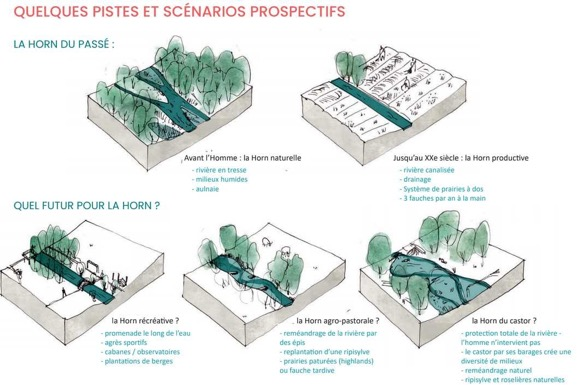 QUELQUES PISTES ET SCÉNARIOS PROSPECTIFS
LA HORN DU PASSÉ :
Avant l'Homme : la Horn naturelle
- rivière en tresse
- milieux humides
- aulnaie
Jusqu'au XXe siècle : la Horn productive
- rivière canalisée
- drainage
- Système de prairies à dos
- 3 fauches par an à la main
QUEL FUTUR POUR LA HORN ?
la Horn récréative ?
- promenade le long de l'eau
- agrès sportifs
- cabanes / observatoires
- plantations de berges
la Horn agro-pastorale ?
- reméandrage de la rivière par
des épis
- replantation d'une ripisylve
- prairies paturées (highlands)
ou fauche tardive
la Horn du castor ?
- protection totale de la rivière -
l'homme n'intervient pas
- le castor par ses barages crée une
diversité de milieux
- reméandrage naturel
- ripisylve et roselières naturelles